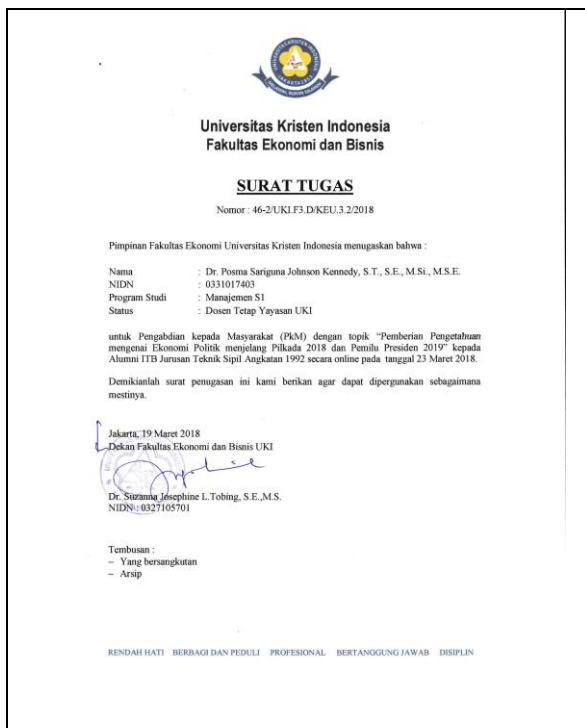 Universitas Kristen Indonesia
Fakultas Ekonomi dan Bisnis
SURAT TUGAS
Nomor : 46-2/UKI.F3.D/KEU.3.2/2018
Pimpinan Fakultas Ekonomi Universitas Kristen Indonesia menugaskan bahwa :
Nama : Dr. Posma Sariguna Johnson Kennedy, S.T., S.E., M.Si., M.S.E.
NIDN : 0331017403
Program Studi : Manajemen S1
Status : Dosen Tetap Yayasan UKI
untuk Pengabdian kepada Masyarakat (PkM) dengan topik “Pemberian Pengetahuan
mengenai Ekonomi Politik menjelang Pilkada 2018 dan Pemilu Presiden 2019” kepada
Alumni ITB Jurusan Teknik Sipil Angkatan 1992 secara online pada tanggal 23 Maret 2018.
Demikianlah surat penugasan ini kami berikan agar dapat dipergunakan sebagaimana
mestinya.
Jakarta, 19 Maret 2018
Dekan Fakultas Ekonomi dan Bisnis UKI
Dr. Suzanna Josephine L.Tobing, S.E.,M.S.
NIDN : 0327105701
Tembusan :
– Yang bersangkutan
– Arsip
RENDAH HATI BERBAGI DAN PEDULI PROFESIONAL BERTANGGUNG JAWAB DISIPLIN